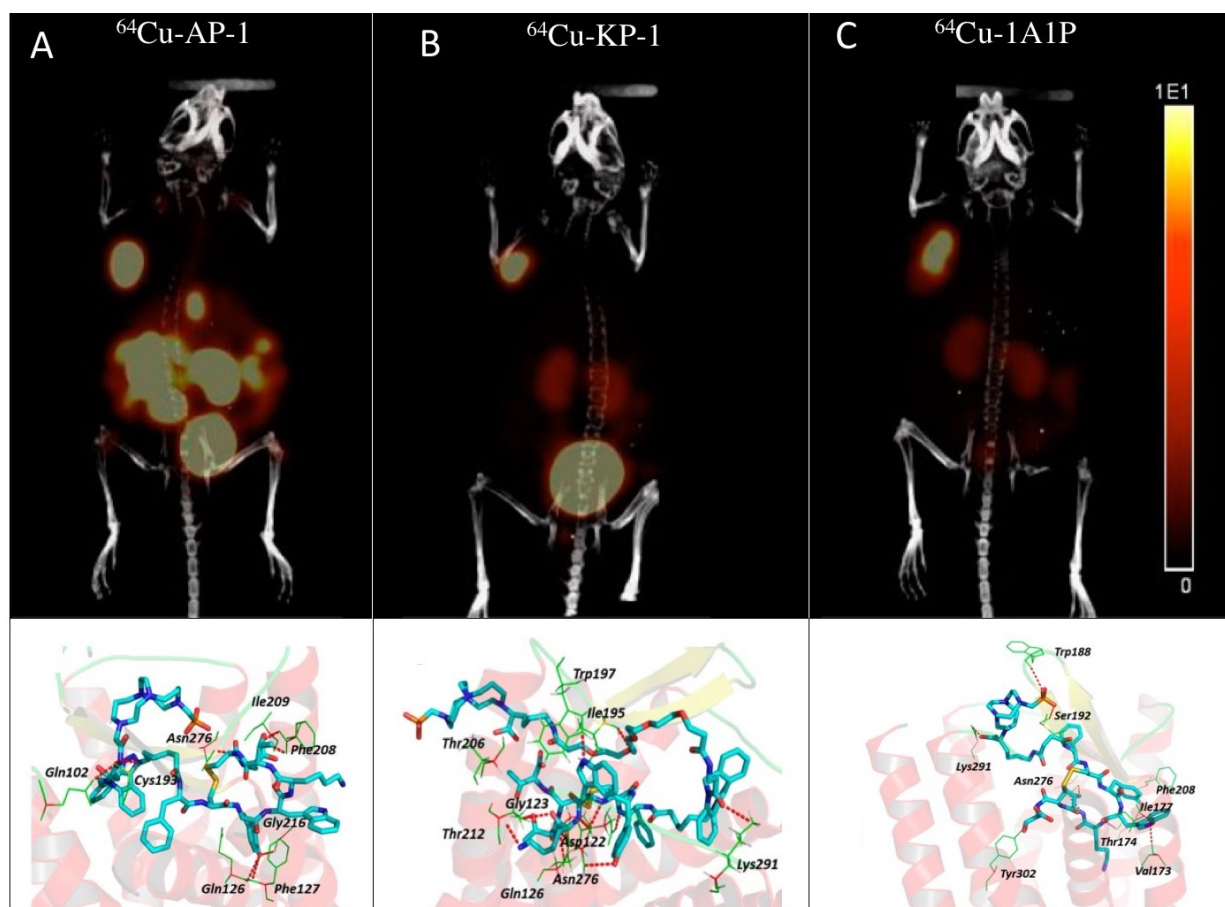 A
⁶⁴Cu-AP-1
B
⁶⁴Cu-KP-1
C
⁶⁴Cu-1A1P
1E1
0
Ile209
Asn276
Phe208
Gln102
Cys193
Gly216
Gln126
Phe127
Trp197
Ile195
Thr206
Gly123
Thr212
Asp122
Lys291
Asn276
Gln126
Trp188
Ser192
Lys291
Asn276
Phe208
Ile177
Thr174
Val173
Tyr302